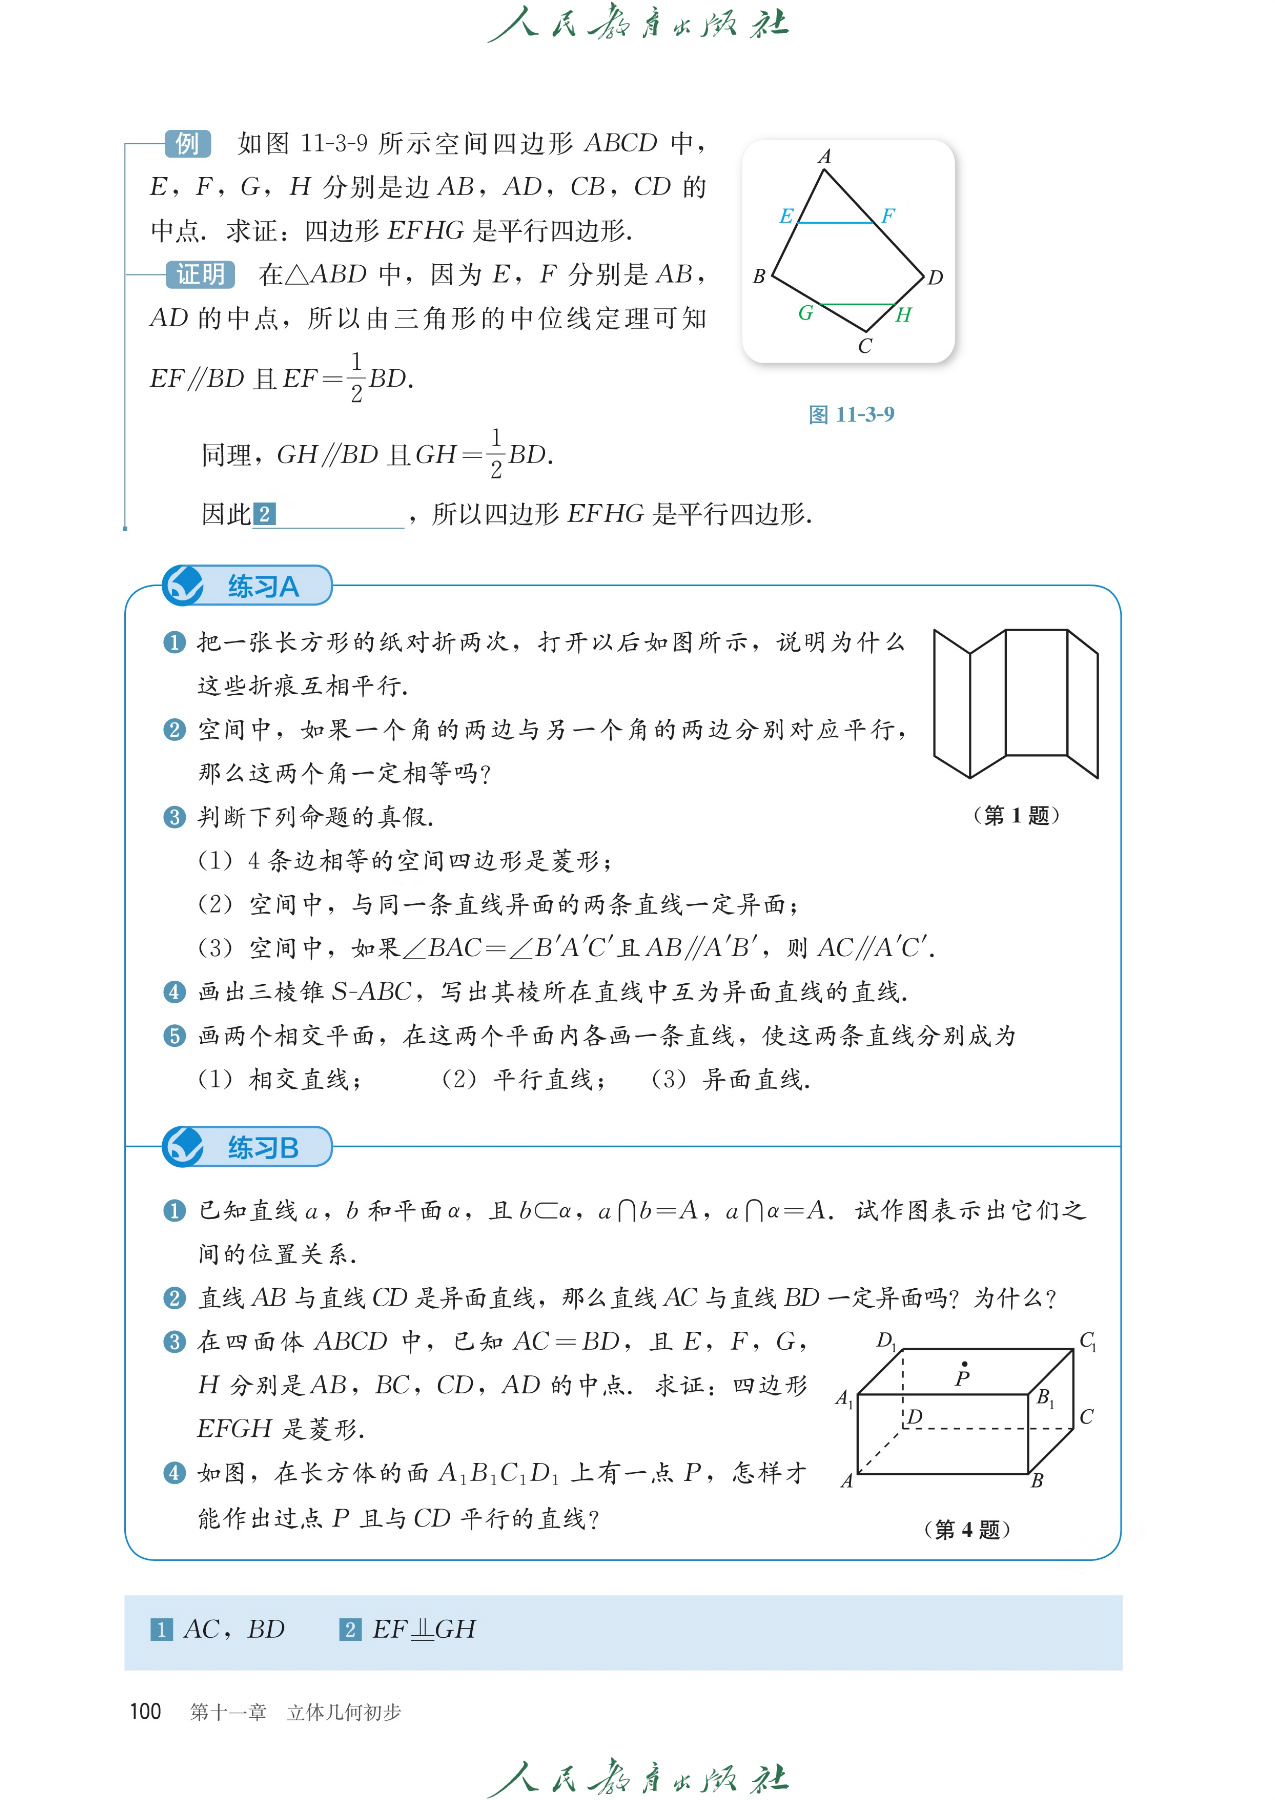 人民教育出版社
例 如图 11-3-9 所示空间四边形 ABCD 中，
E，F，G，H 分别是边 AB，AD，CB，CD 的
中点．求证：四边形 EFHG 是平行四边形．
证明 在△ABD 中，因为 E，F 分别是 AB，
AD 的中点，所以由三角形的中位线定理可知
EF∥BD 且 EF=1/2BD．
同理，GH∥BD 且 GH=1/2BD．
因此2＿＿＿＿＿＿，所以四边形 EFHG 是平行四边形．
A
E
F
B
D
G
H
C
图 11-3-9
练习A
1 把一张长方形的纸对折两次，打开以后如图所示，说明为什么
这些折痕互相平行．
2 空间中，如果一个角的两边与另一个角的两边分别对应平行，
那么这两个角一定相等吗？
（第 1 题）
3 判断下列命题的真假．
（1）4 条边相等的空间四边形是菱形；
（2）空间中，与同一条直线异面的两条直线一定异面；
（3）空间中，如果∠BAC=∠B′A′C′且 AB∥A′B′，则 AC∥A′C′．
4 画出三棱锥 S-ABC，写出其棱所在直线中互为异面直线的直线．
5 画两个相交平面，在这两个平面内各画一条直线，使这两条直线分别成为
（1）相交直线； （2）平行直线； （3）异面直线．
练习B
1 已知直线 a，b 和平面 α，且 b⊂α，a∩b=A，a∩α=A．试作图表示出它们之
间的位置关系．
2 直线 AB 与直线 CD 是异面直线，那么直线 AC 与直线 BD 一定异面吗？为什么？
3 在四面体 ABCD 中，已知 AC=BD，且 E，F，G，
H 分别是 AB，BC，CD，AD 的中点．求证：四边形
EFGH 是菱形．
4 如图，在长方体的面 A₁B₁C₁D₁ 上有一点 P，怎样才
能作出过点 P 且与 CD 平行的直线？
D₁
C₁
P
A₁
B₁
D
C
A
B
（第 4 题）
1 AC，BD 2 EF⥫GH
100 第十一章 立体几何初步
人民教育出版社